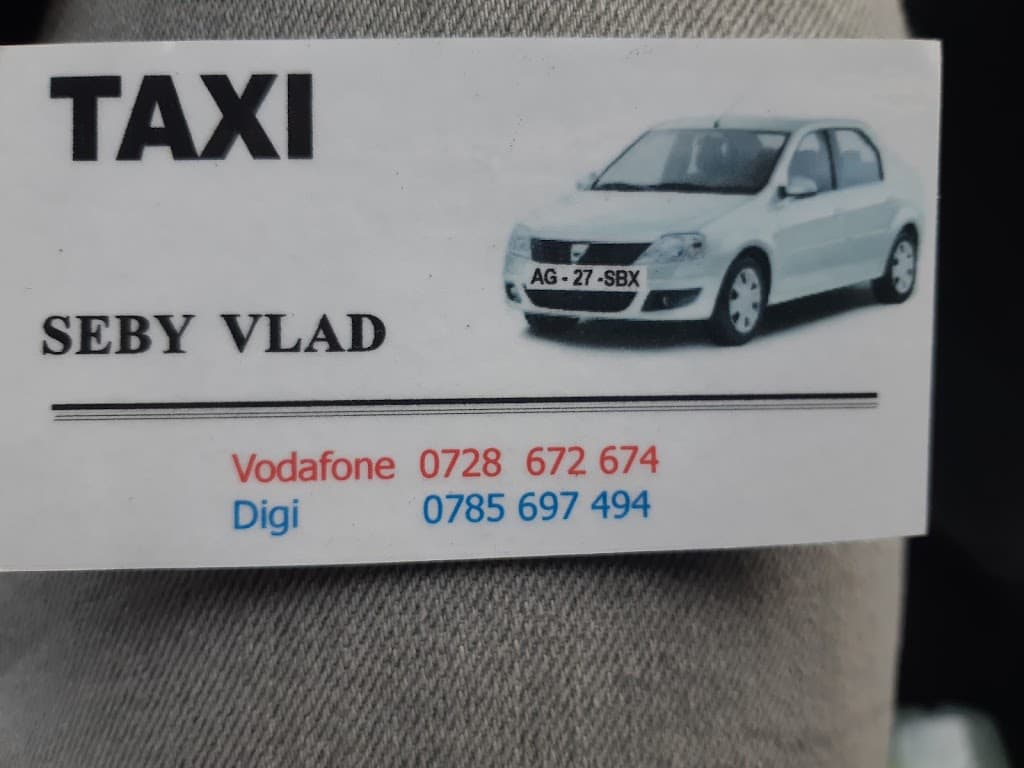 TAXI
AG - 27 -SBX
SEBY VLAD
Vodafone 0728 672 674
Digi 0785 697 494